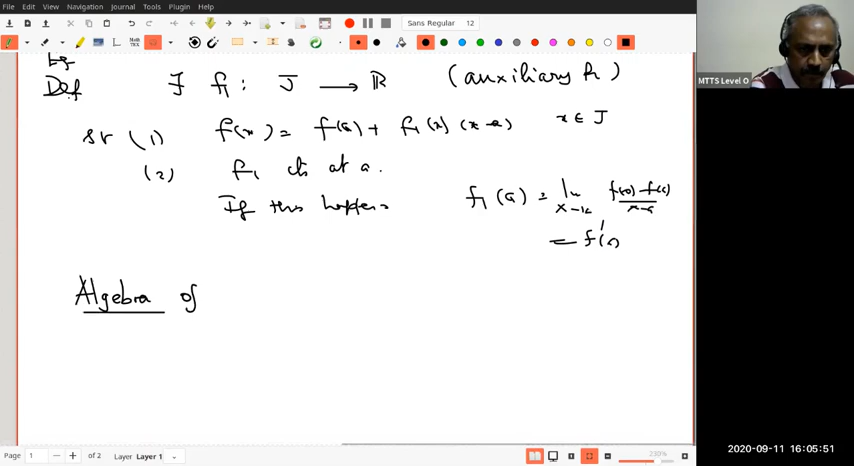 File Edit View Navigation Journal Tools Plugin Help
Sans Regular 12
Eq
Def ∃ f₁ : J → ℝ (auxiliary fn)
st (1) f(x) = f(a) + f₁(x) (x-a) x ∈ J
(2) f₁ cts at a.
If this happens f₁(a) = lim x→a f(x)-f(a)/x-a
= f'(a)
Algebra of
MTTS Level O
2020-09-11 16:05:51
Page 1 of 2 Layer Layer 1 230%